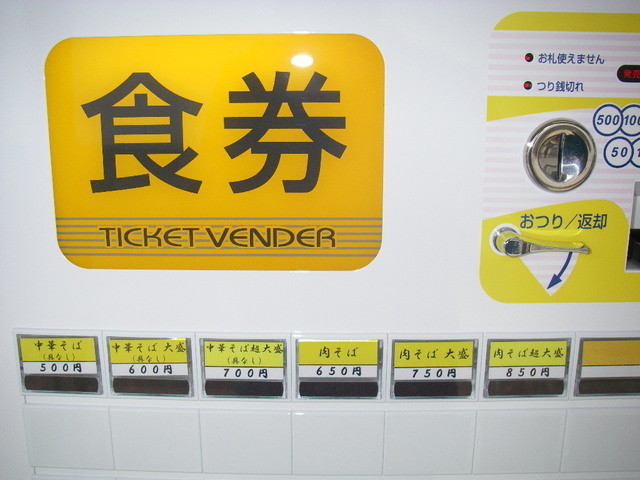 食券
TICKET VENDER
お札使えません
つり銭切れ
500
50
おつり/返却
中華そば
(具なし)
500円
中華そば 大盛
(具なし)
600円
中華そば超大盛
(具なし)
700円
肉そば
650円
肉そば 大盛
750円
肉そば超大盛
850円